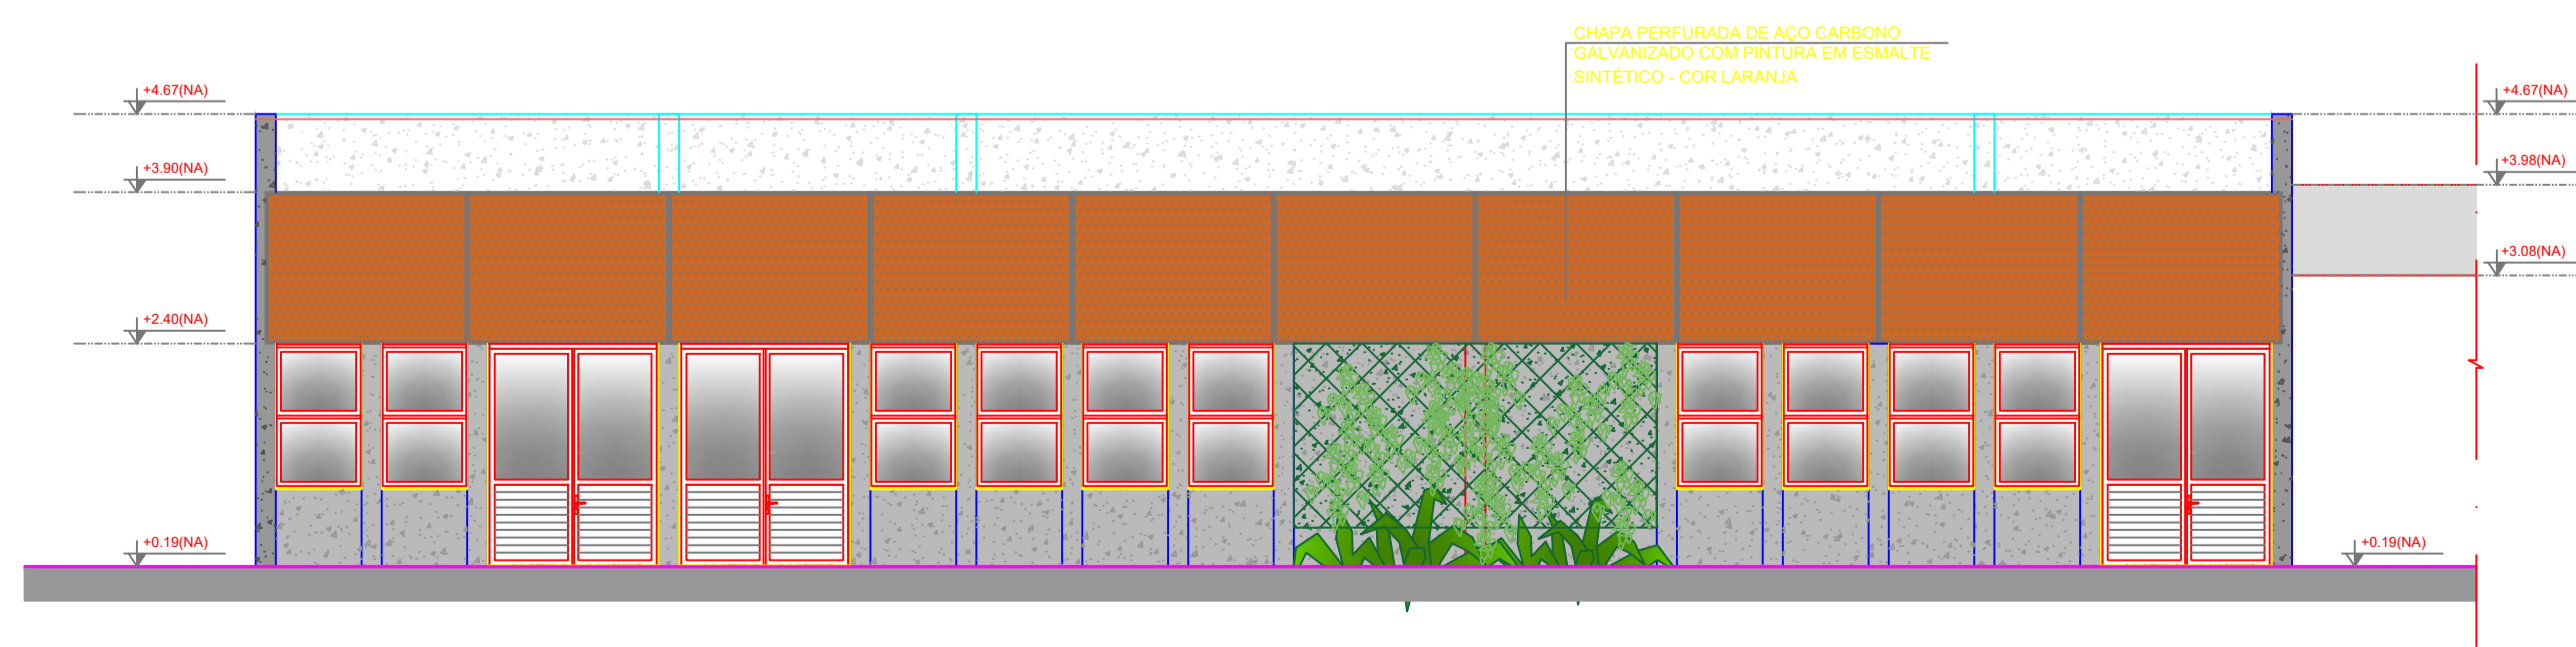 CHAPA PERFURADA DE AÇO CARBONO
GALVANIZADO COM PINTURA EM ESMALTE
SINTÉTICO - COR LARANJA
+4.67(NA)
+4.67(NA)
+3.90(NA)
+3.98(NA)
+3.08(NA)
+2.40(NA)
+0.19(NA)
+0.19(NA)